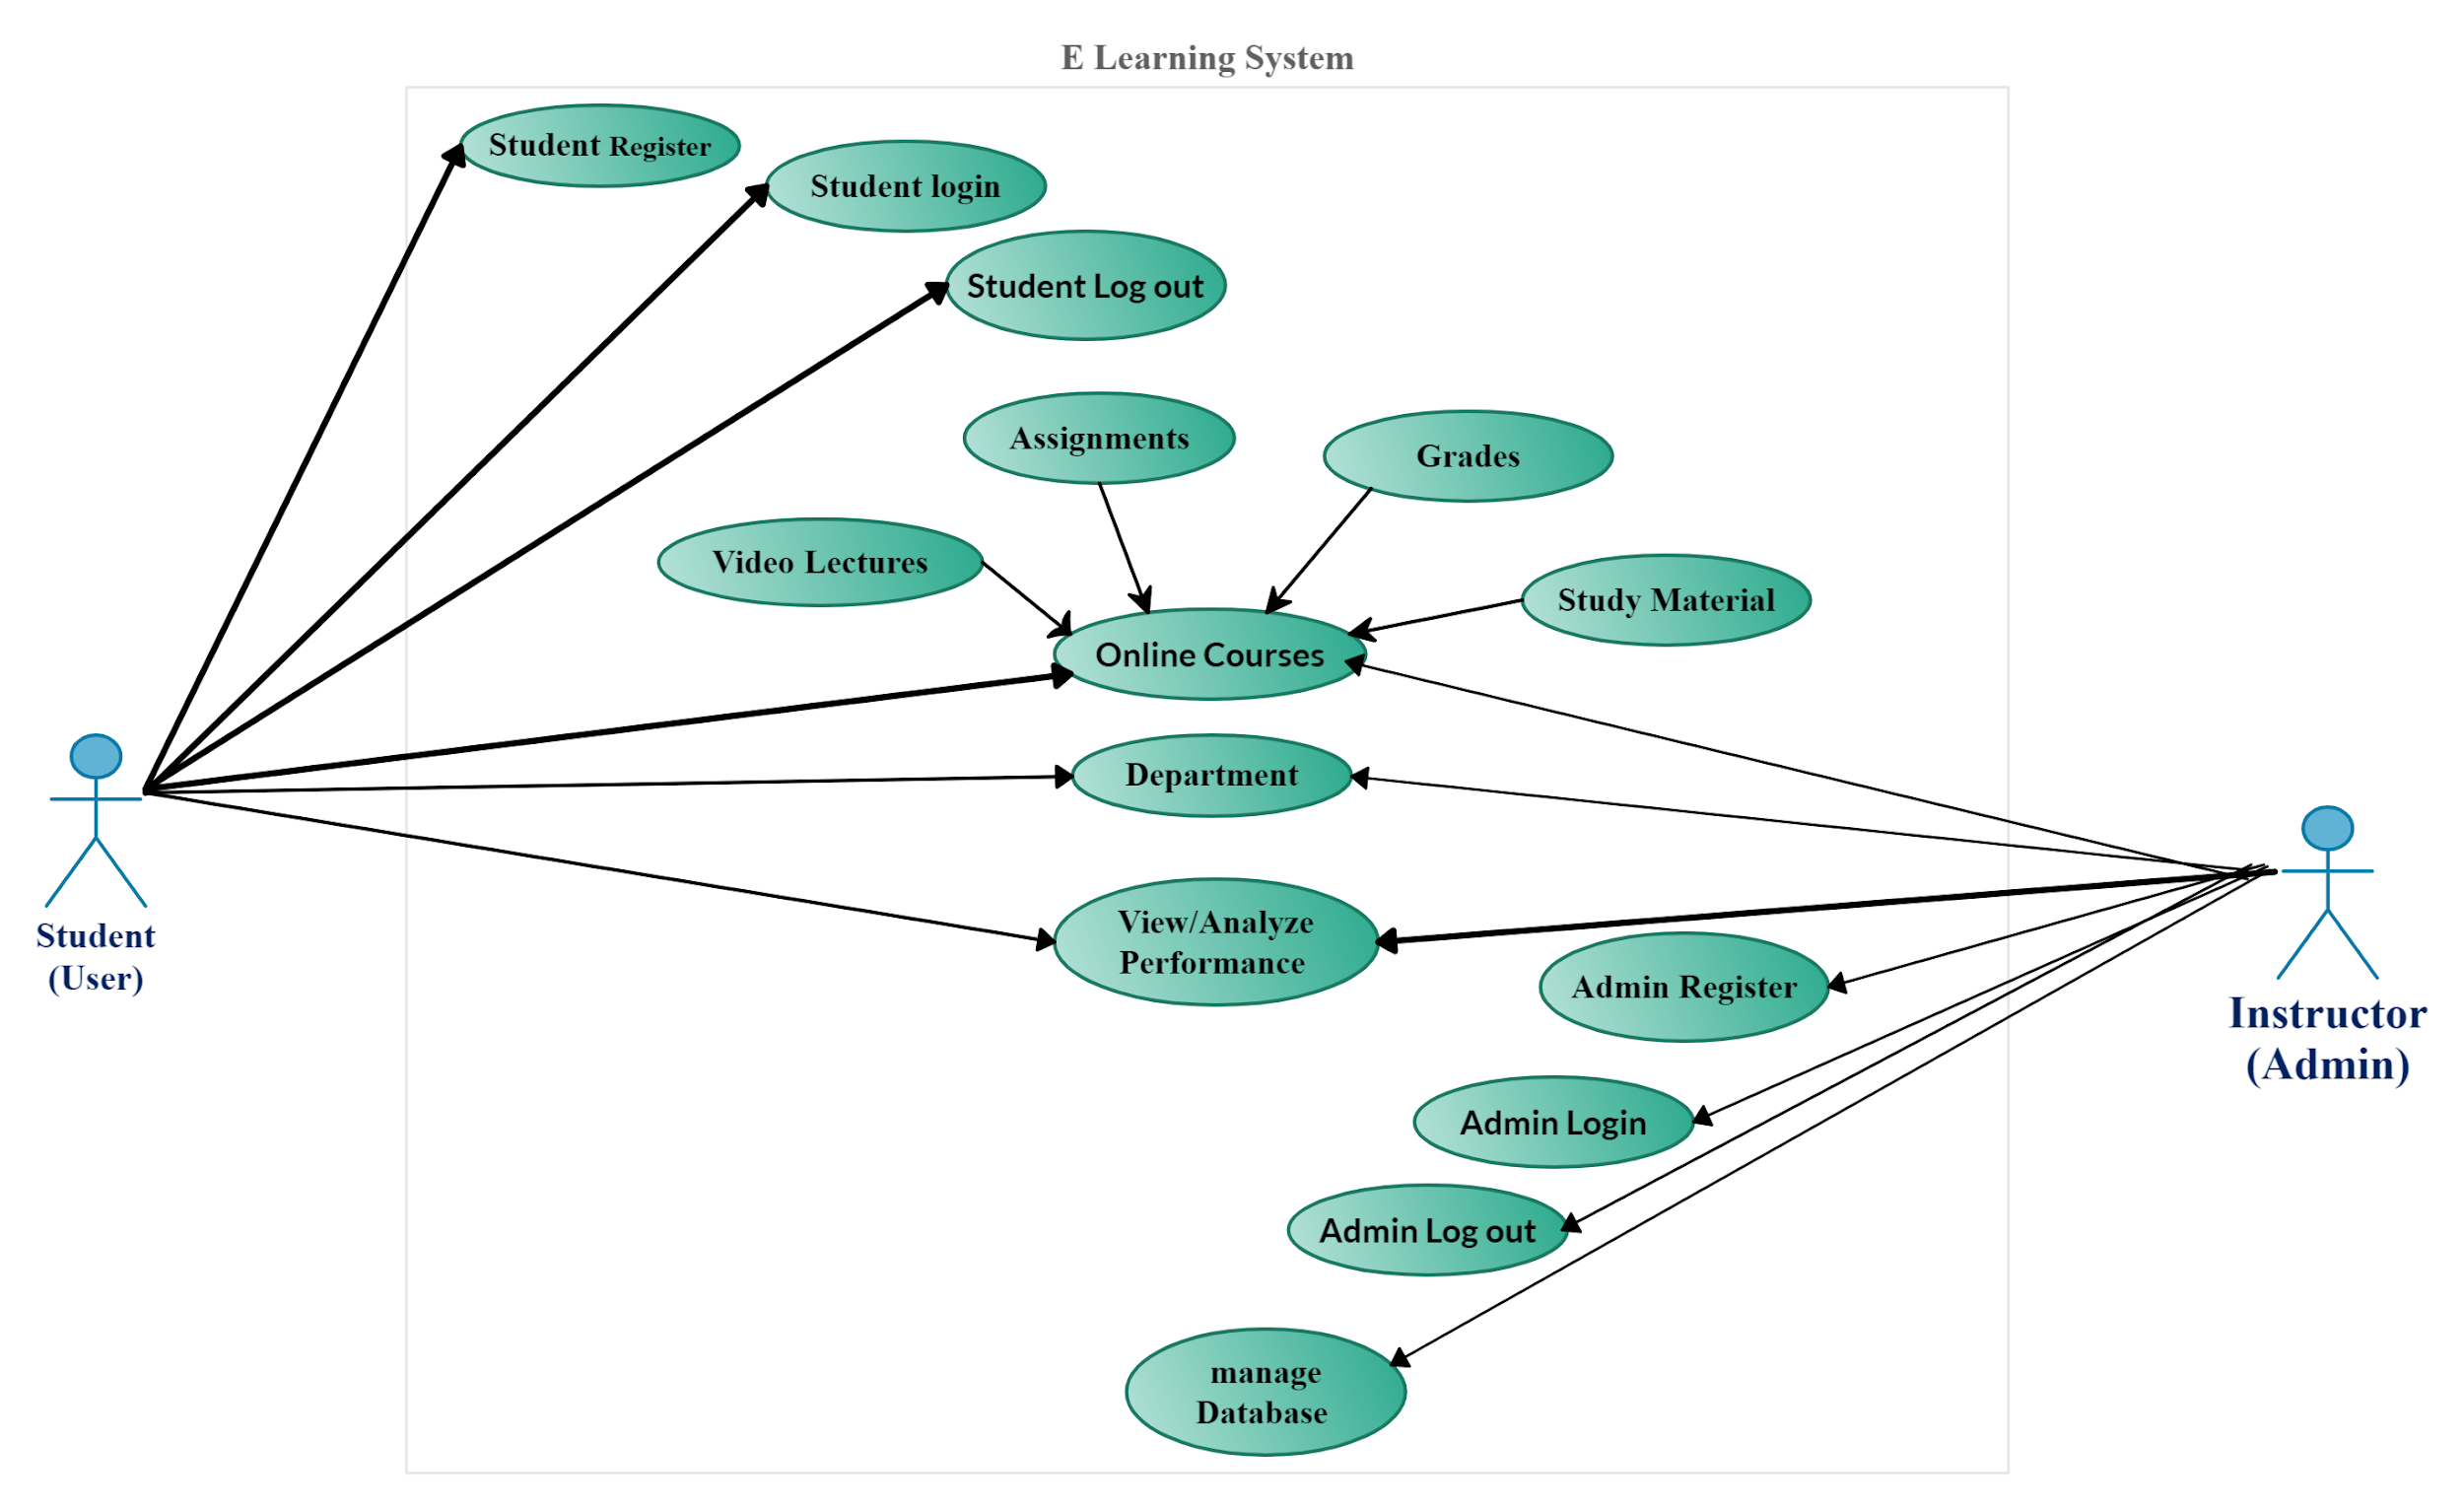 E Learning System
Student Register
Student login
Student Log out
Assignments
Grades
Video Lectures
Study Material
Online Courses
Department
View/Analyze
Performance
Student
(User)
Admin Register
Instructor
(Admin)
Admin Login
Admin Log out
manage
Database